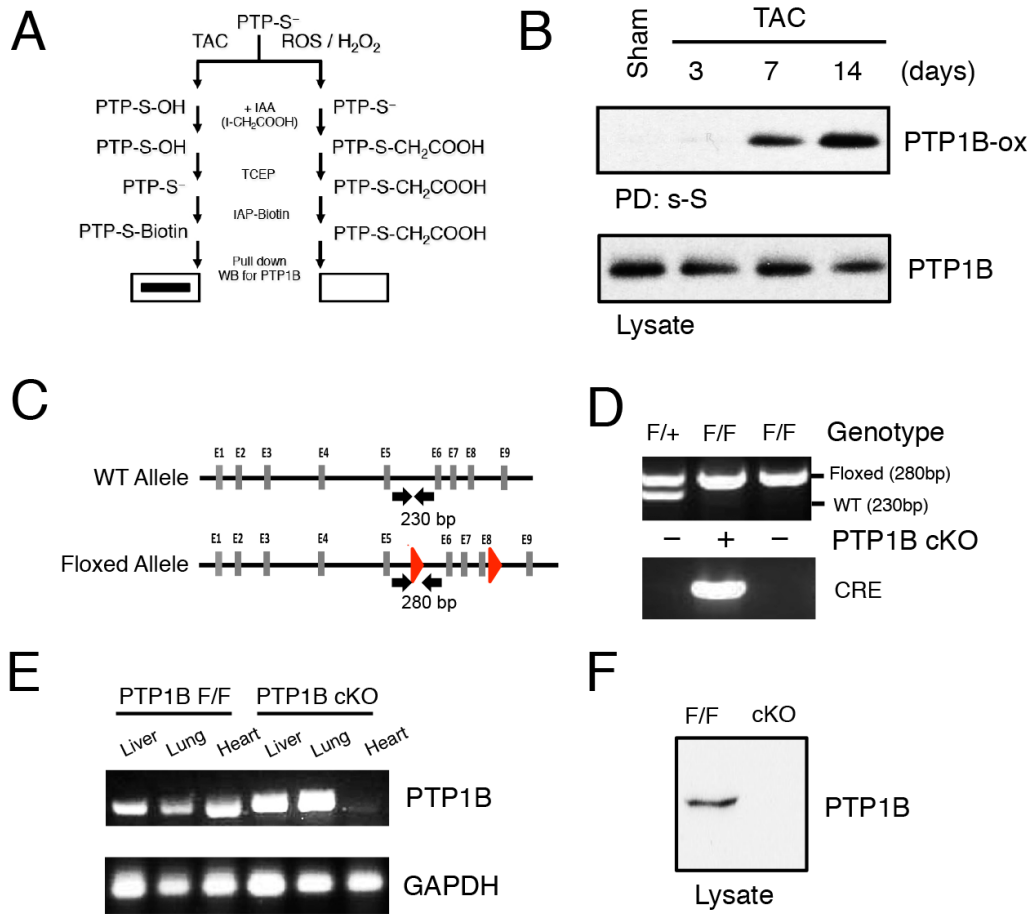 A
PTP-S⁻
TAC ROS / H₂O₂
PTP-S-OH + IAA PTP-S⁻
(I-CH₂COOH)
PTP-S-OH PTP-S-CH₂COOH
TCEP
PTP-S⁻ PTP-S-CH₂COOH
IAP-Biotin
PTP-S-Biotin PTP-S-CH₂COOH
Pull down
WB for PTP1B
B
Sham TAC
3 7 14 (days)
PTP1B-ox
PD: s-S
PTP1B
Lysate
C
E1 E2 E3 E4 E5 E6 E7 E8 E9
WT Allele
230 bp
E1 E2 E3 E4 E5 E6 E7 E8 E9
Floxed Allele
280 bp
D
F/+ F/F F/F Genotype
Floxed (280bp)
WT (230bp)
− + − PTP1B cKO
CRE
E
PTP1B F/F PTP1B cKO
Liver Lung Heart Liver Lung Heart
PTP1B
GAPDH
F
F/F cKO
PTP1B
Lysate